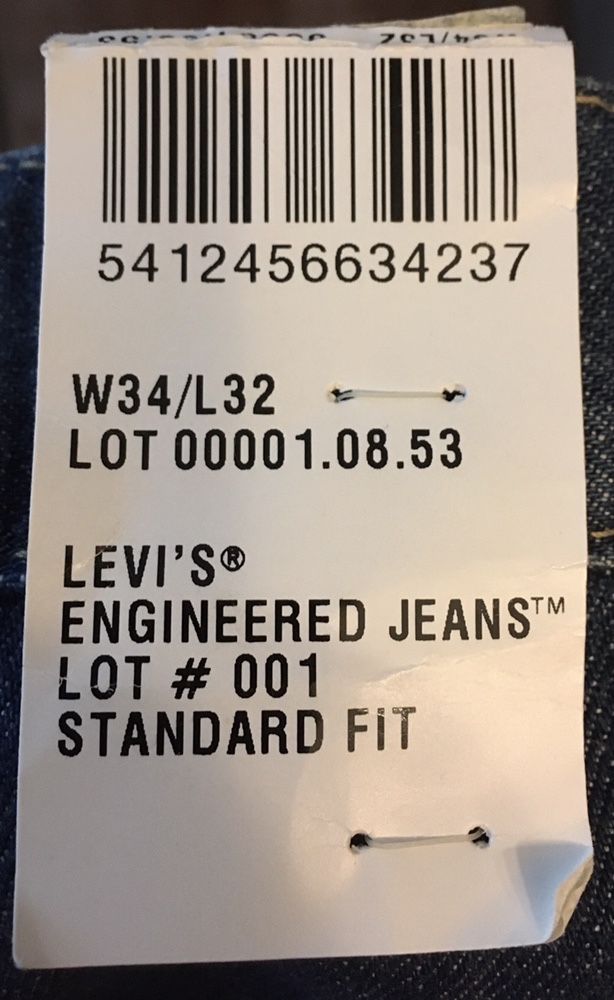 5412456634237
W34/L32
LOT 00001.08.53
LEVI'S®
ENGINEERED JEANS™
LOT # 001
STANDARD FIT